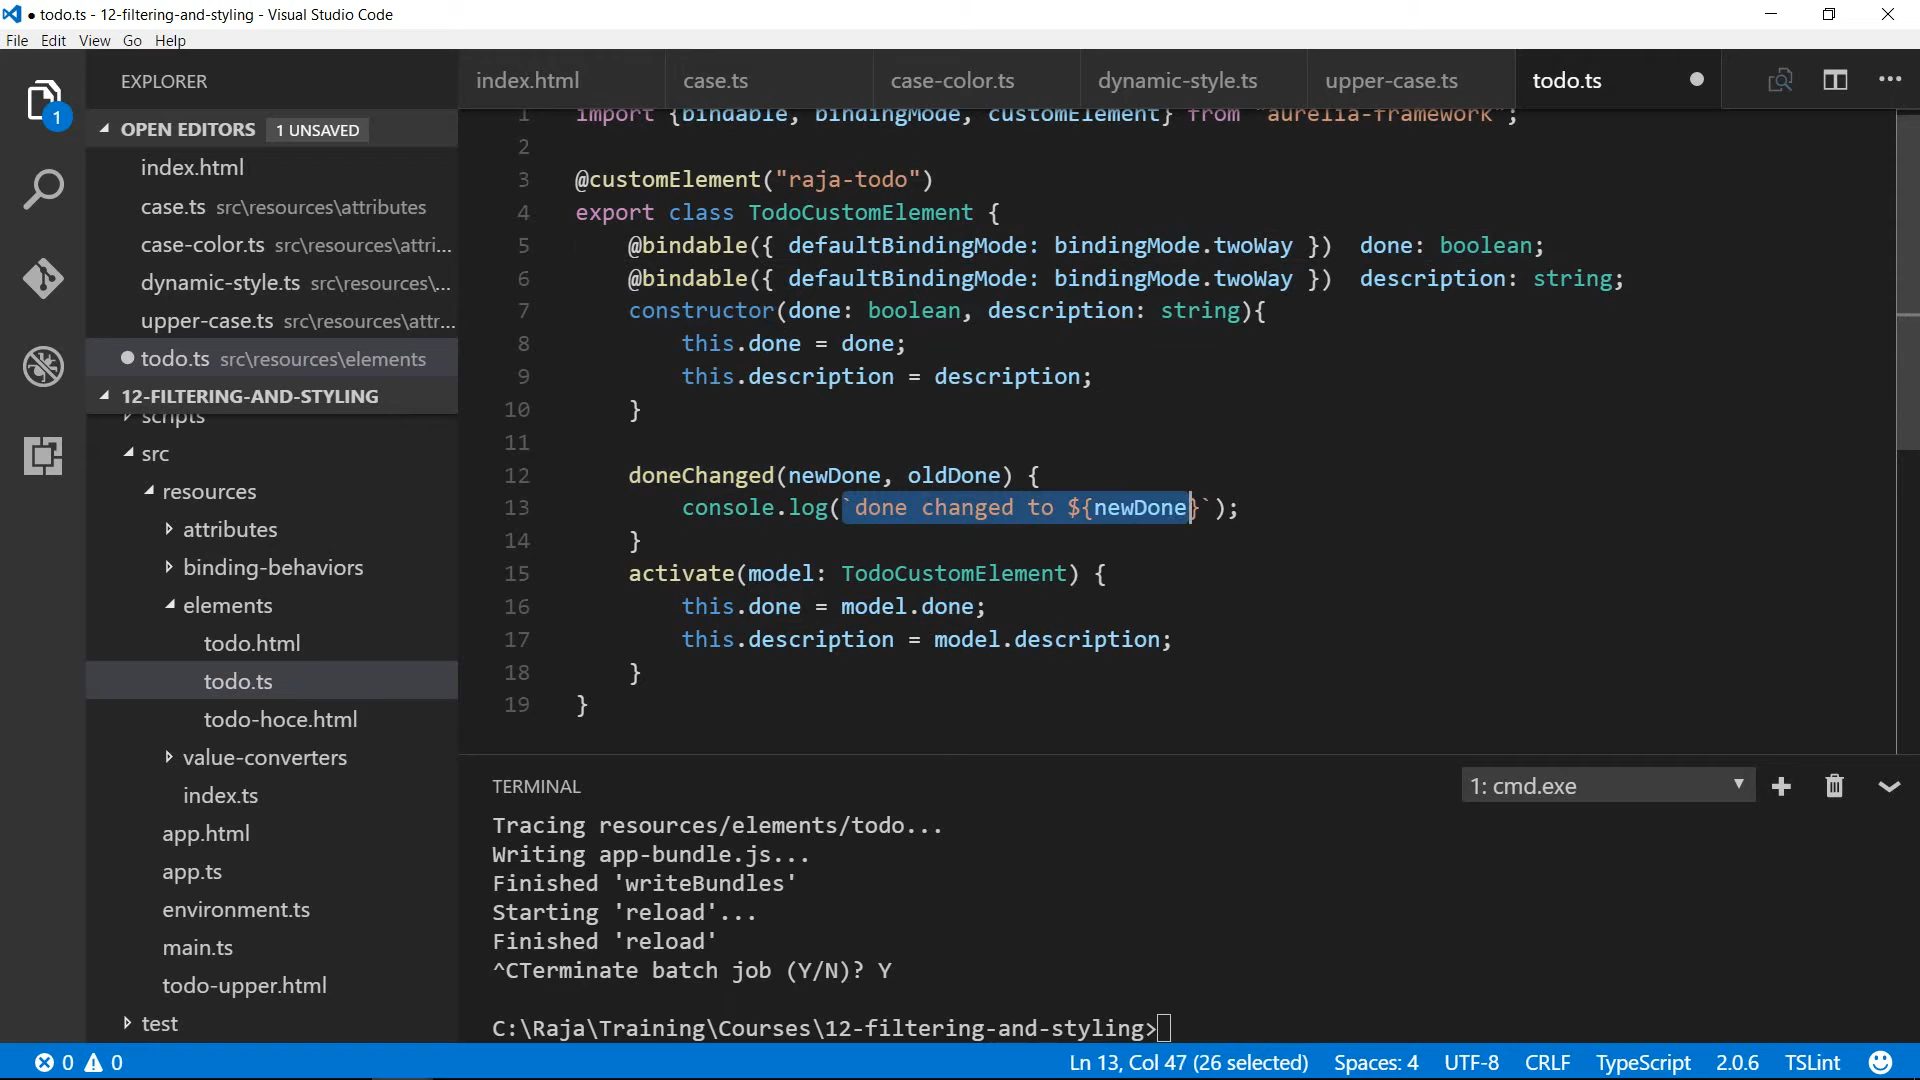 ● todo.ts - 12-filtering-and-styling - Visual Studio Code
File Edit View Go Help
EXPLORER
1
OPEN EDITORS 1 UNSAVED
index.html
case.ts src\resources\attributes
case-color.ts src\resources\attri...
dynamic-style.ts src\resources\...
upper-case.ts src\resources\attr...
todo.ts src\resources\elements
12-FILTERING-AND-STYLING
scripts
src
resources
attributes
binding-behaviors
elements
todo.html
todo.ts
todo-hoce.html
value-converters
index.ts
app.html
app.ts
environment.ts
main.ts
todo-upper.html
test
index.html case.ts case-color.ts dynamic-style.ts upper-case.ts todo.ts
1 import {bindable, bindingMode, customElement} from "aurelia-framework";
2
3 @customElement("raja-todo")
4 export class TodoCustomElement {
5 @bindable({ defaultBindingMode: bindingMode.twoWay }) done: boolean;
6 @bindable({ defaultBindingMode: bindingMode.twoWay }) description: string;
7 constructor(done: boolean, description: string){
8 this.done = done;
9 this.description = description;
10 }
11
12 doneChanged(newDone, oldDone) {
13 console.log(`done changed to ${newDone}`);
14 }
15 activate(model: TodoCustomElement) {
16 this.done = model.done;
17 this.description = model.description;
18 }
19 }
TERMINAL 1: cmd.exe
Tracing resources/elements/todo...
Writing app-bundle.js...
Finished 'writeBundles'
Starting 'reload'...
Finished 'reload'
^CTerminate batch job (Y/N)? Y
C:\Raja\Training\Courses\12-filtering-and-styling>
0 0 Ln 13, Col 47 (26 selected) Spaces: 4 UTF-8 CRLF TypeScript 2.0.6 TSLint